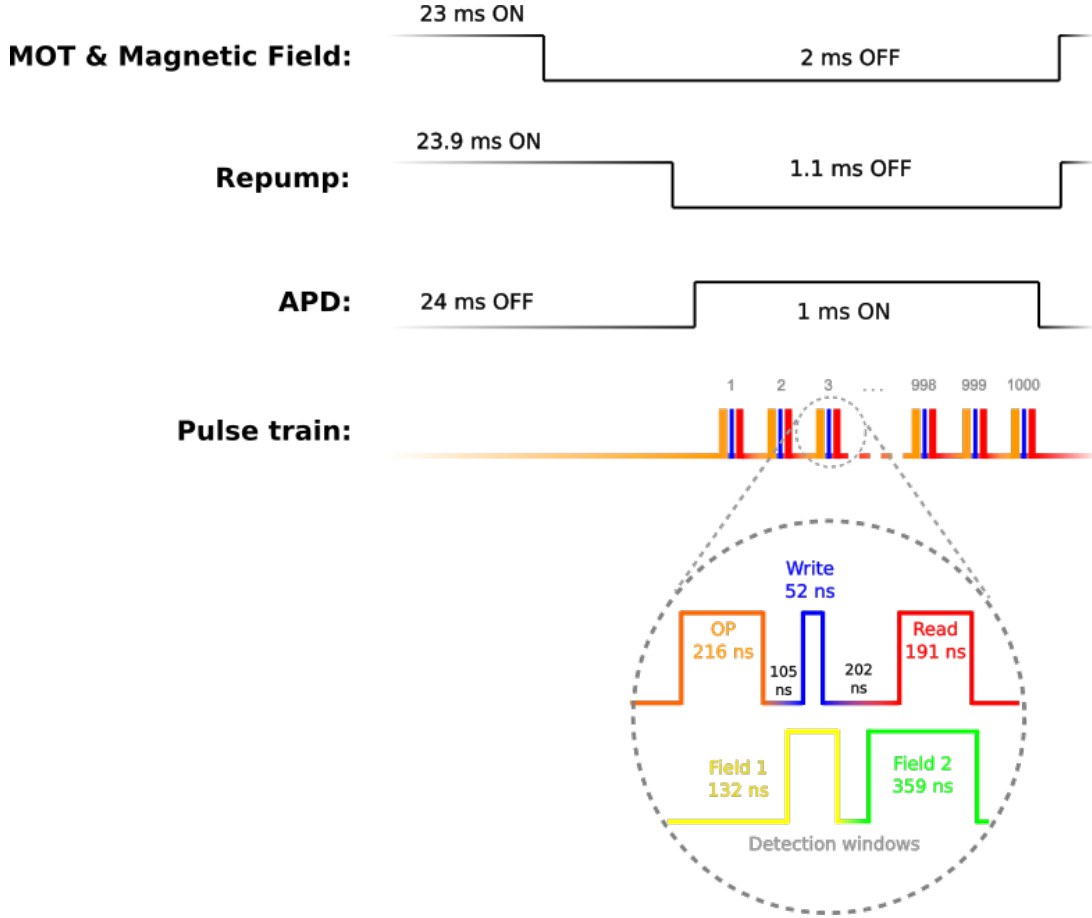 23 ms ON
MOT & Magnetic Field:
2 ms OFF
23.9 ms ON
Repump:
1.1 ms OFF
APD:
24 ms OFF
1 ms ON
1 2 3 ... 998 999 1000
Pulse train:
Write
52 ns
OP
216 ns
105
ns
202
ns
Read
191 ns
Field 1
132 ns
Field 2
359 ns
Detection windows